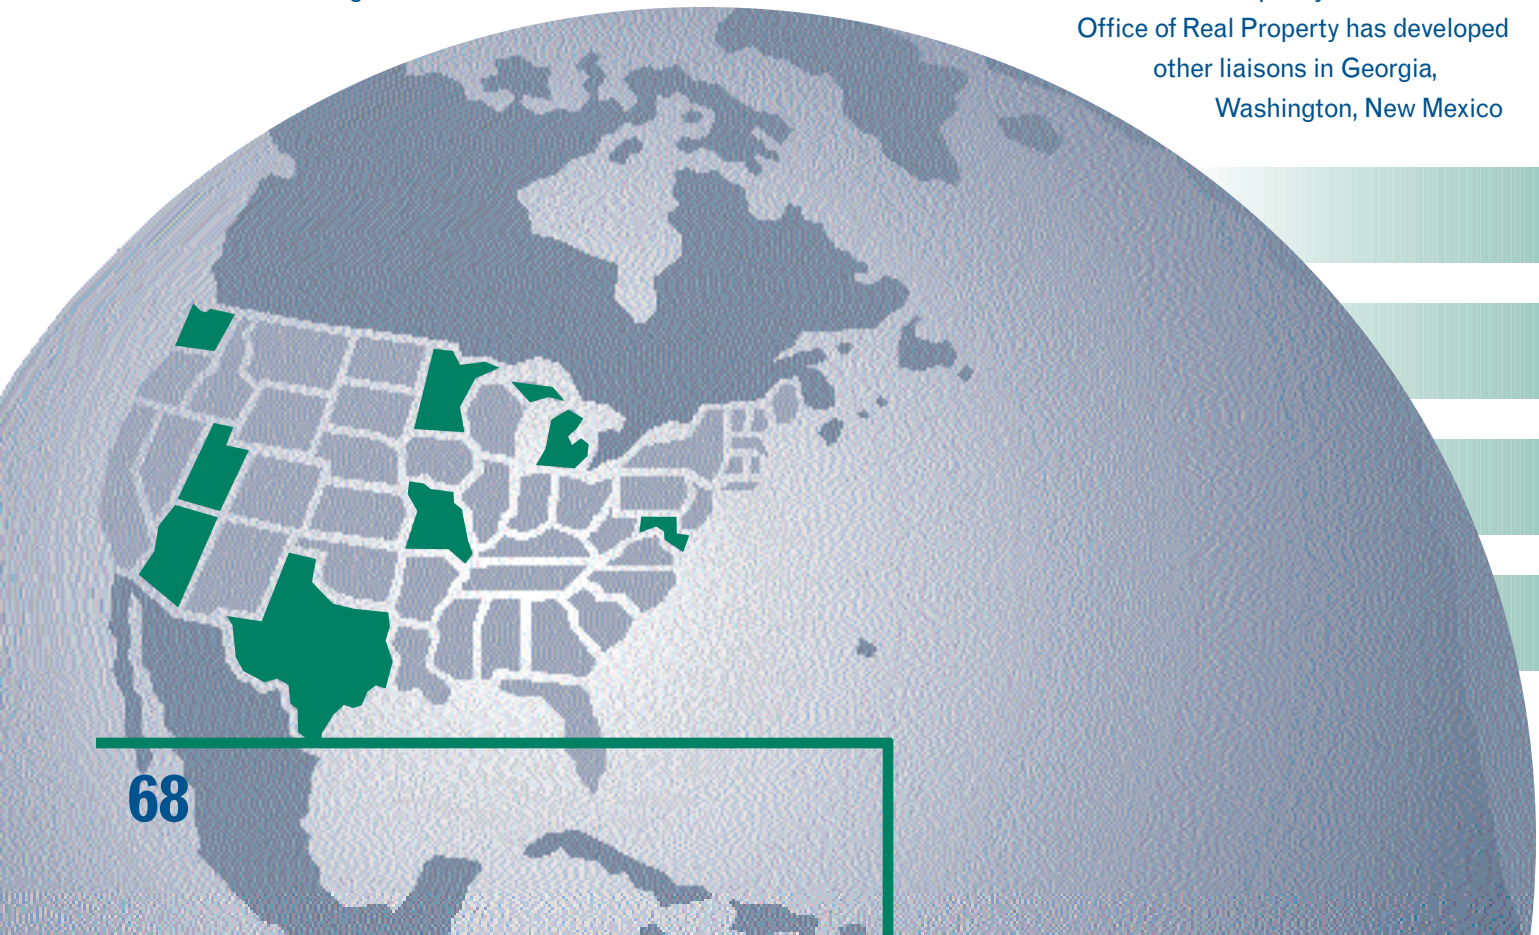 Office of Real Property has developed
other liaisons in Georgia,
Washington, New Mexico
68